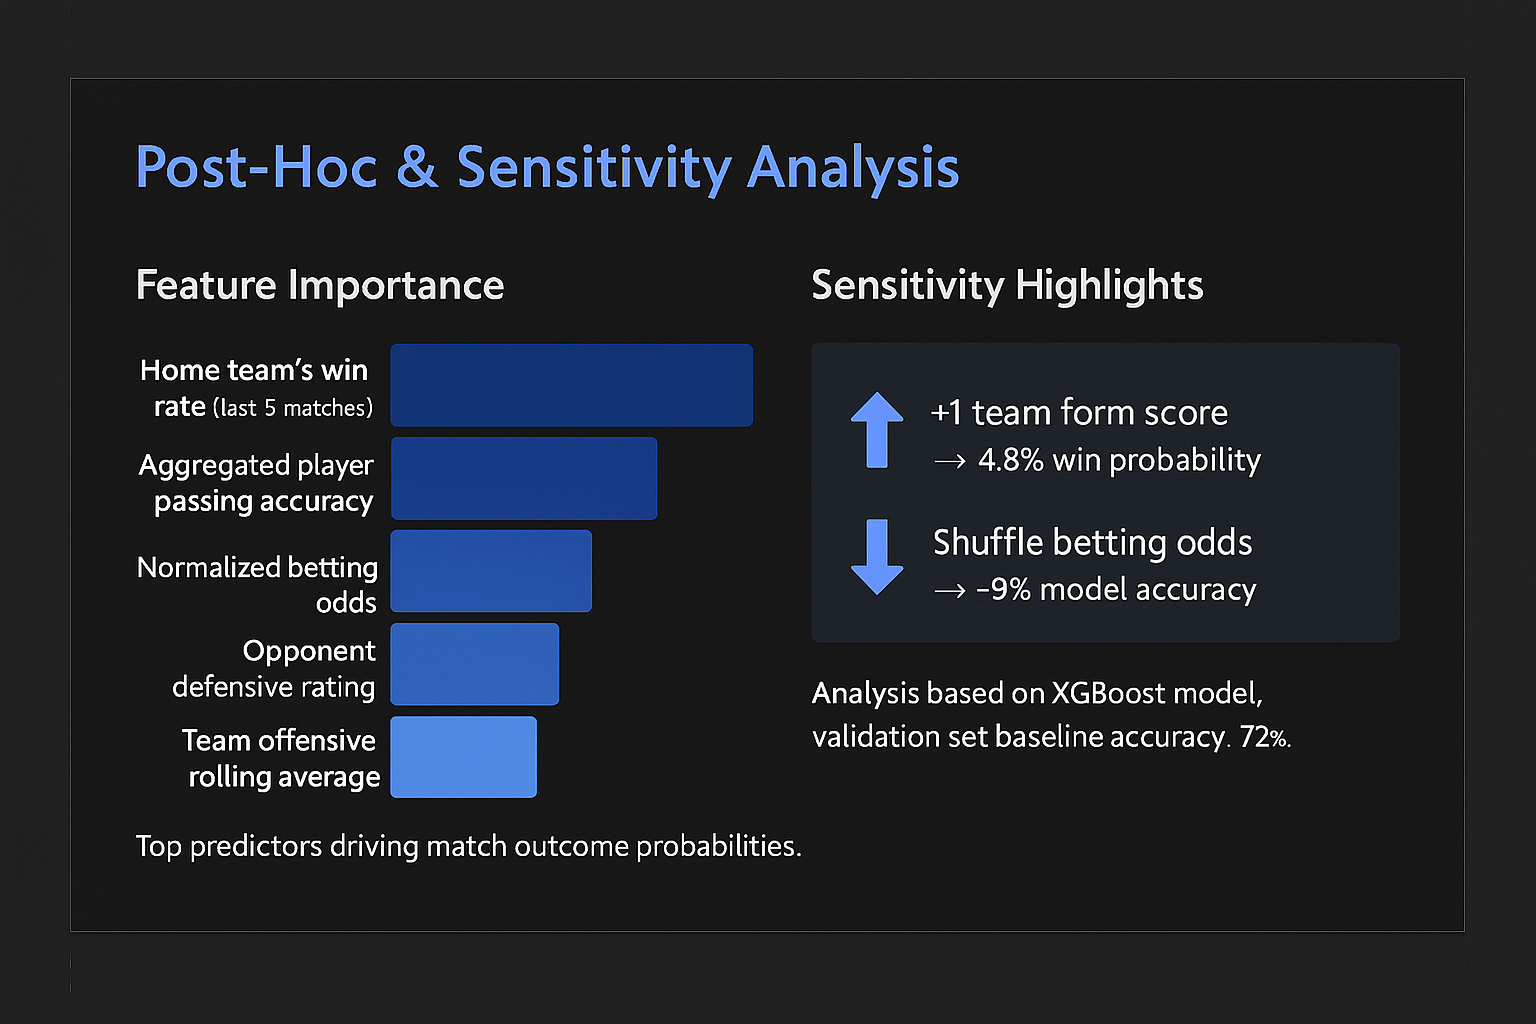 Post-Hoc & Sensitivity Analysis
Feature Importance
Home team's win
rate (last 5 matches)
Aggregated player
passing accuracy
Normalized betting
odds
Opponent
defensive rating
Team offensive
rolling average
Top predictors driving match outcome probabilities.
Sensitivity Highlights
+1 team form score
→ 4.8% win probability
Shuffle betting odds
→ −9% model accuracy
Analysis based on XGBoost model,
validation set baseline accuracy. 72%.